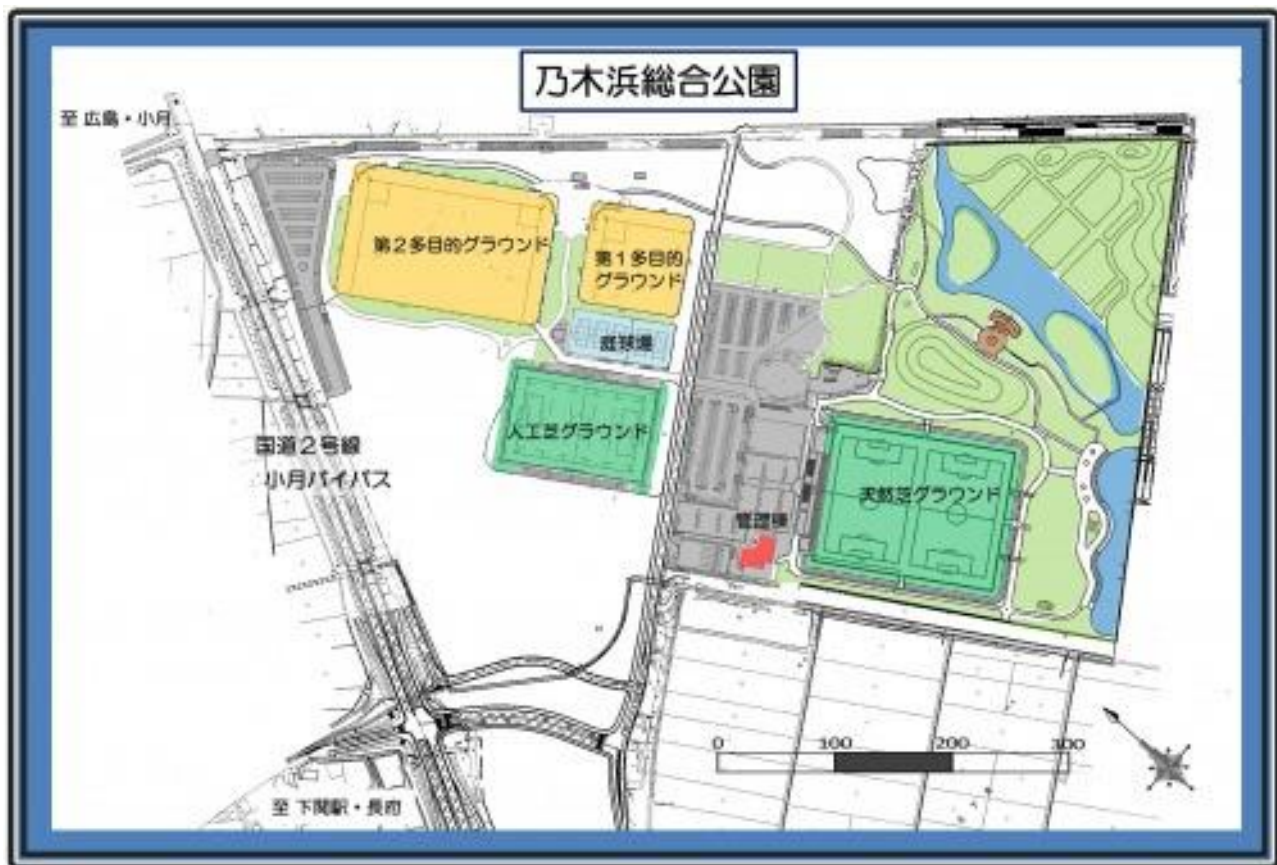 乃木浜総合公園
至 広島・小月
第2多目的グラウンド
第1多目的
グラウンド
庭球場
人工芝グラウンド
国道2号線
小月バイパス
天然芝グラウンド
管理棟
0 100 200 300
至 下関駅・長府